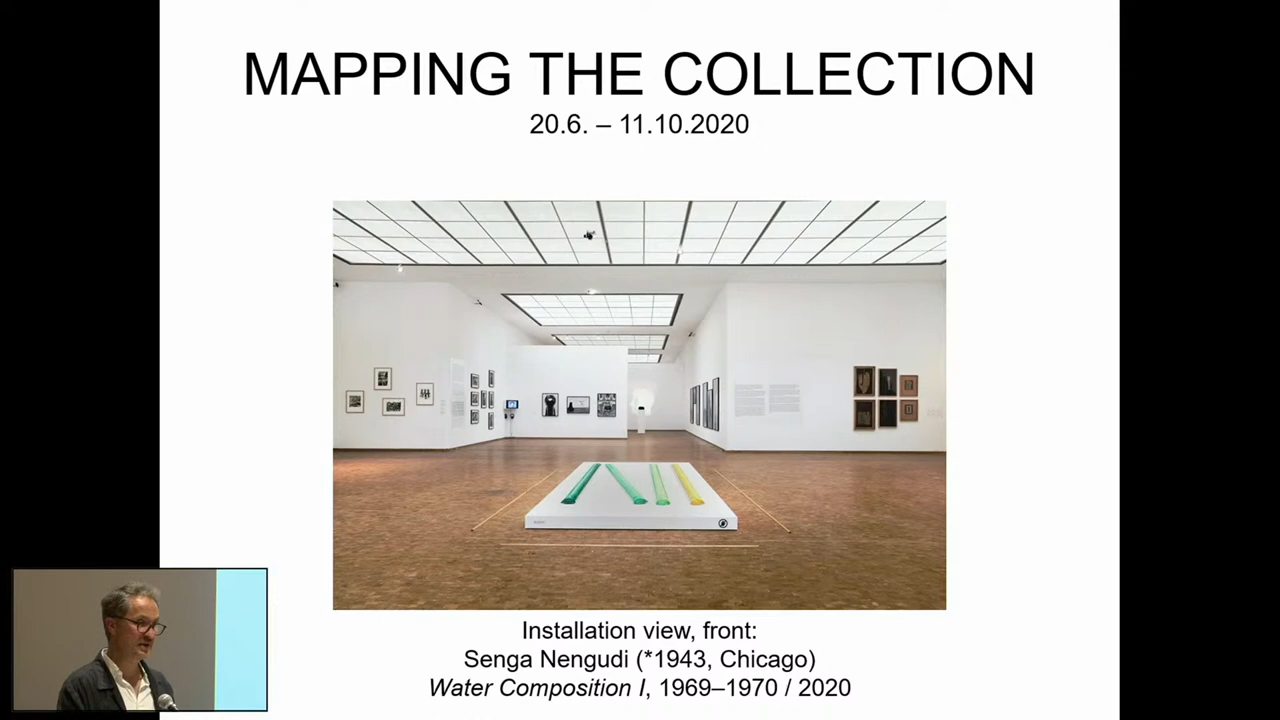 MAPPING THE COLLECTION
20.6. – 11.10.2020
Installation view, front:
Senga Nengudi (*1943, Chicago)
Water Composition I, 1969–1970 / 2020